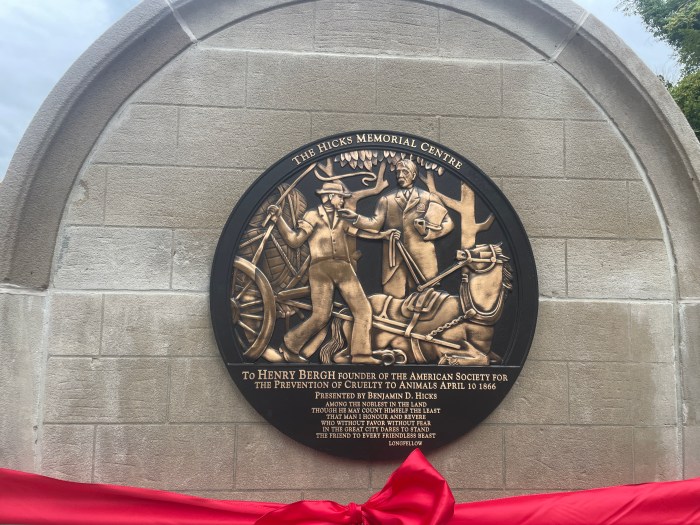 THE HICKS MEMORIAL CENTRE
TO HENRY BERGH FOUNDER OF THE AMERICAN SOCIETY FOR
THE PREVENTION OF CRUELTY TO ANIMALS APRIL 10 1866
PRESENTED BY BENJAMIN D. HICKS
AMONG THE NOBLEST IN THE LAND
THOUGH HE MAY COUNT HIMSELF THE LEAST
THAT MAN I HONOUR AND REVERE
WHO WITHOUT FAVOR WITHOUT FEAR
IN THE GREAT CITY DARES TO STAND
THE FRIEND TO EVERY FRIENDLESS BEAST
LONGFELLOW